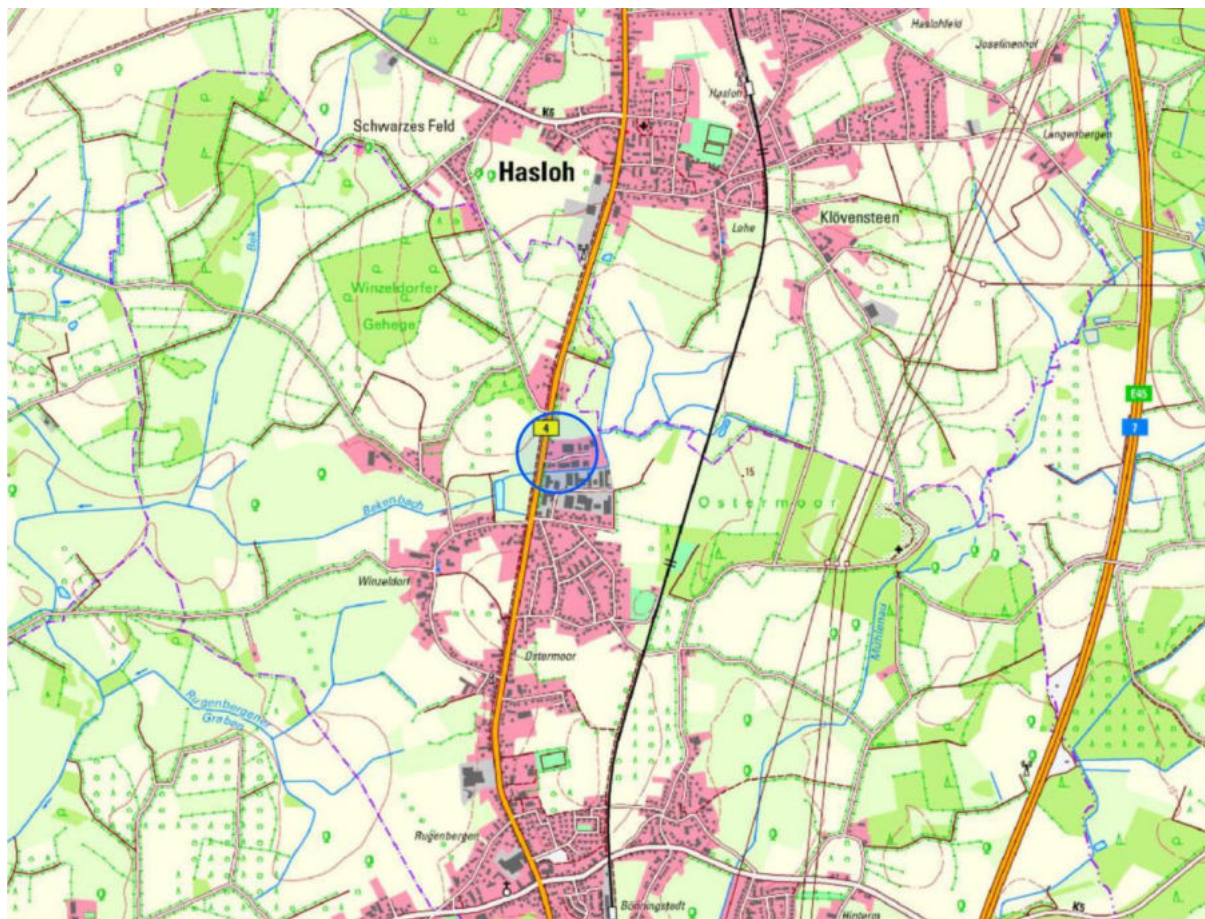 Haslohfeld
Josefinenhof
Hasloh
K5
Schwarzes Feld
Langenbergen
Hasloh
Klövensteen
Lohe
Bek
Winzeldorfer
Gehege
E45
4
7
15
Ostermoor
Bekenbach
Winzeldorf
Mühlenau
Ostermoor
Rugenbergener
Graben
Rugenbergen
Bönningstedt
K5